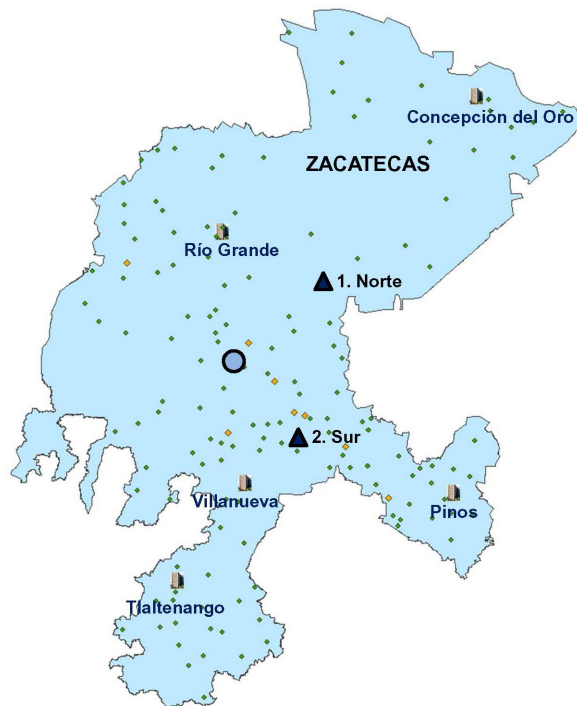 Concepción del Oro
ZACATECAS
Río Grande
1. Norte
2. Sur
Villanueva
Pinos
Tlaltenango